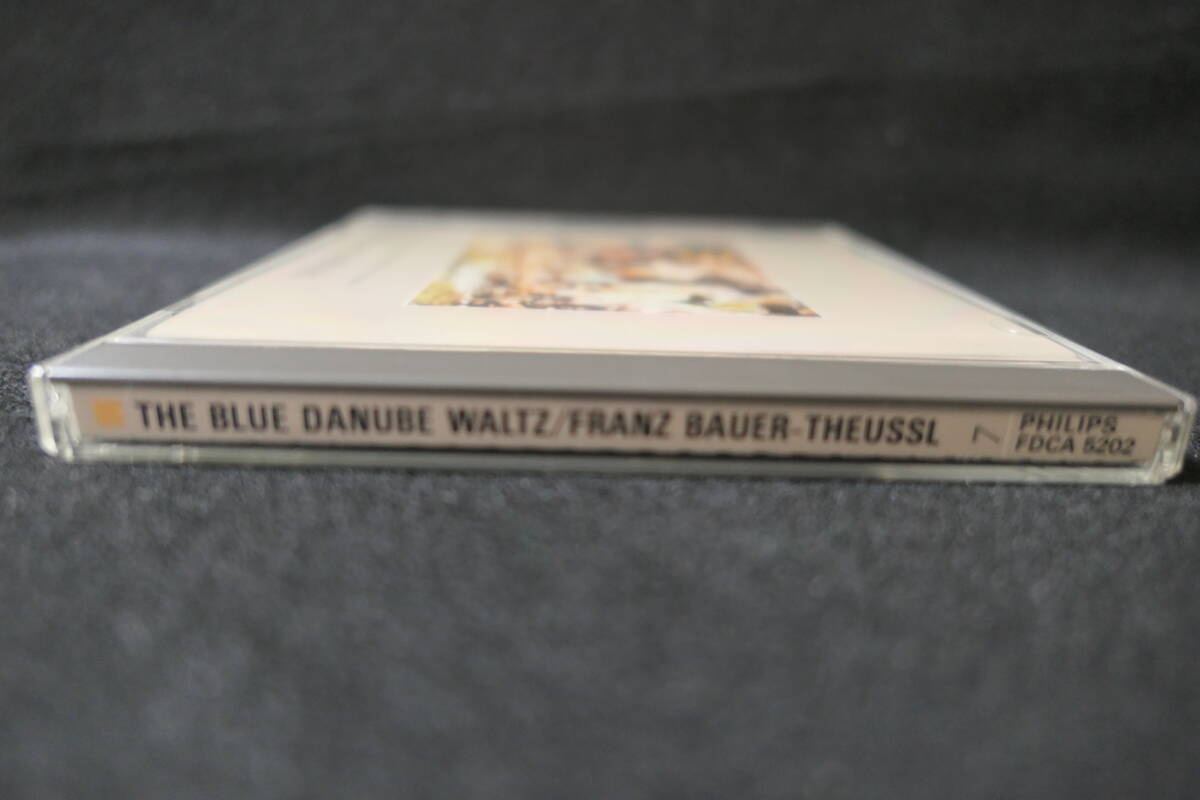 THE BLUE DANUBE WALTZ/FRANZ BAUER-THEUSSL
7
PHILIPS
FDCA 5202